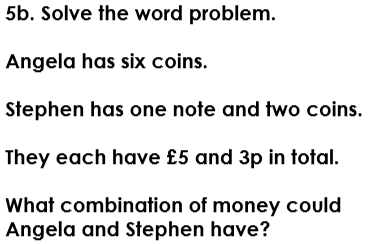 5b. Solve the word problem.
Angela has six coins.
Stephen has one note and two coins.
They each have £5 and 3p in total.
What combination of money could
Angela and Stephen have?